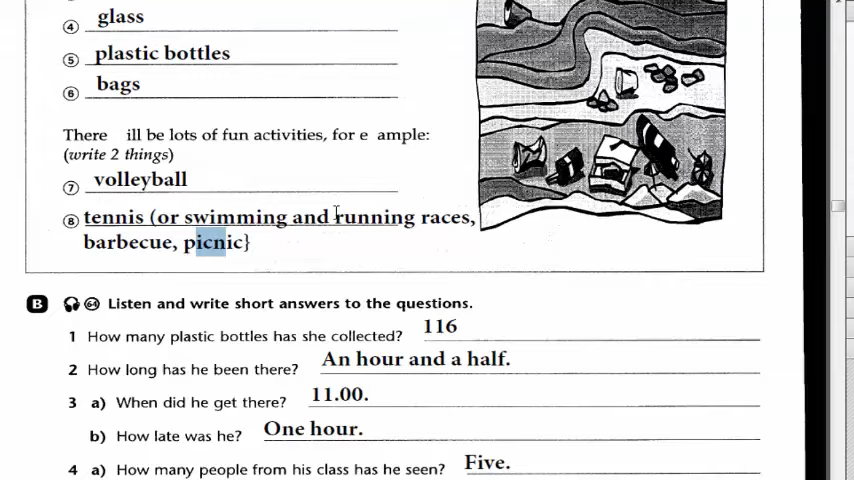 ④ glass
⑤ plastic bottles
⑥ bags
There ill be lots of fun activities, for e ample:
(write 2 things)
⑦ volleyball
⑧ tennis (or swimming and running races,
barbecue, picnic}
B 64 Listen and write short answers to the questions.
1 How many plastic bottles has she collected? 116
2 How long has he been there? An hour and a half.
3 a) When did he get there? 11.00.
b) How late was he? One hour.
4 a) How many people from his class has he seen? Five.